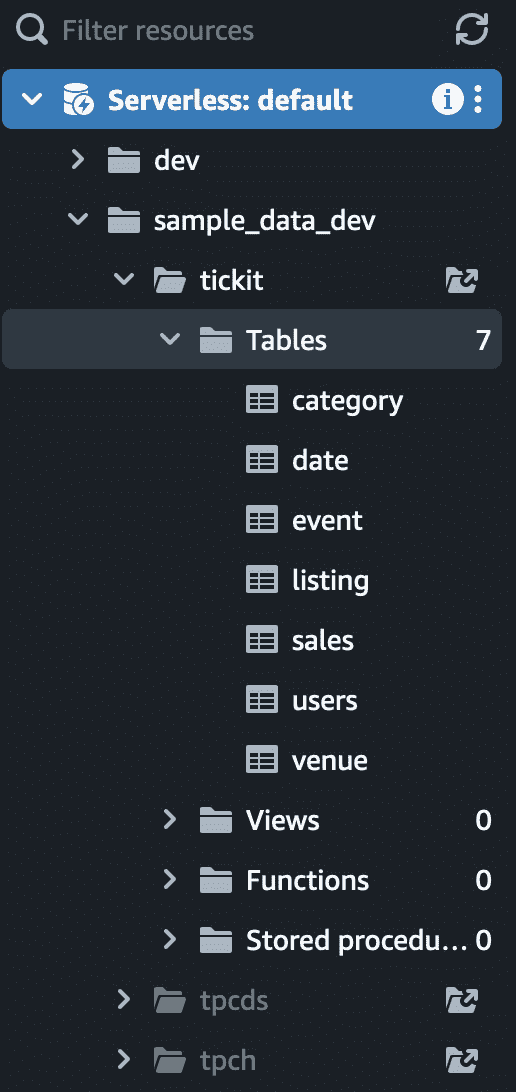 Filter resources
Serverless: default
dev
sample_data_dev
tickit
Tables 7
category
date
event
listing
sales
users
venue
Views 0
Functions 0
Stored procedu... 0
tpcds
tpch